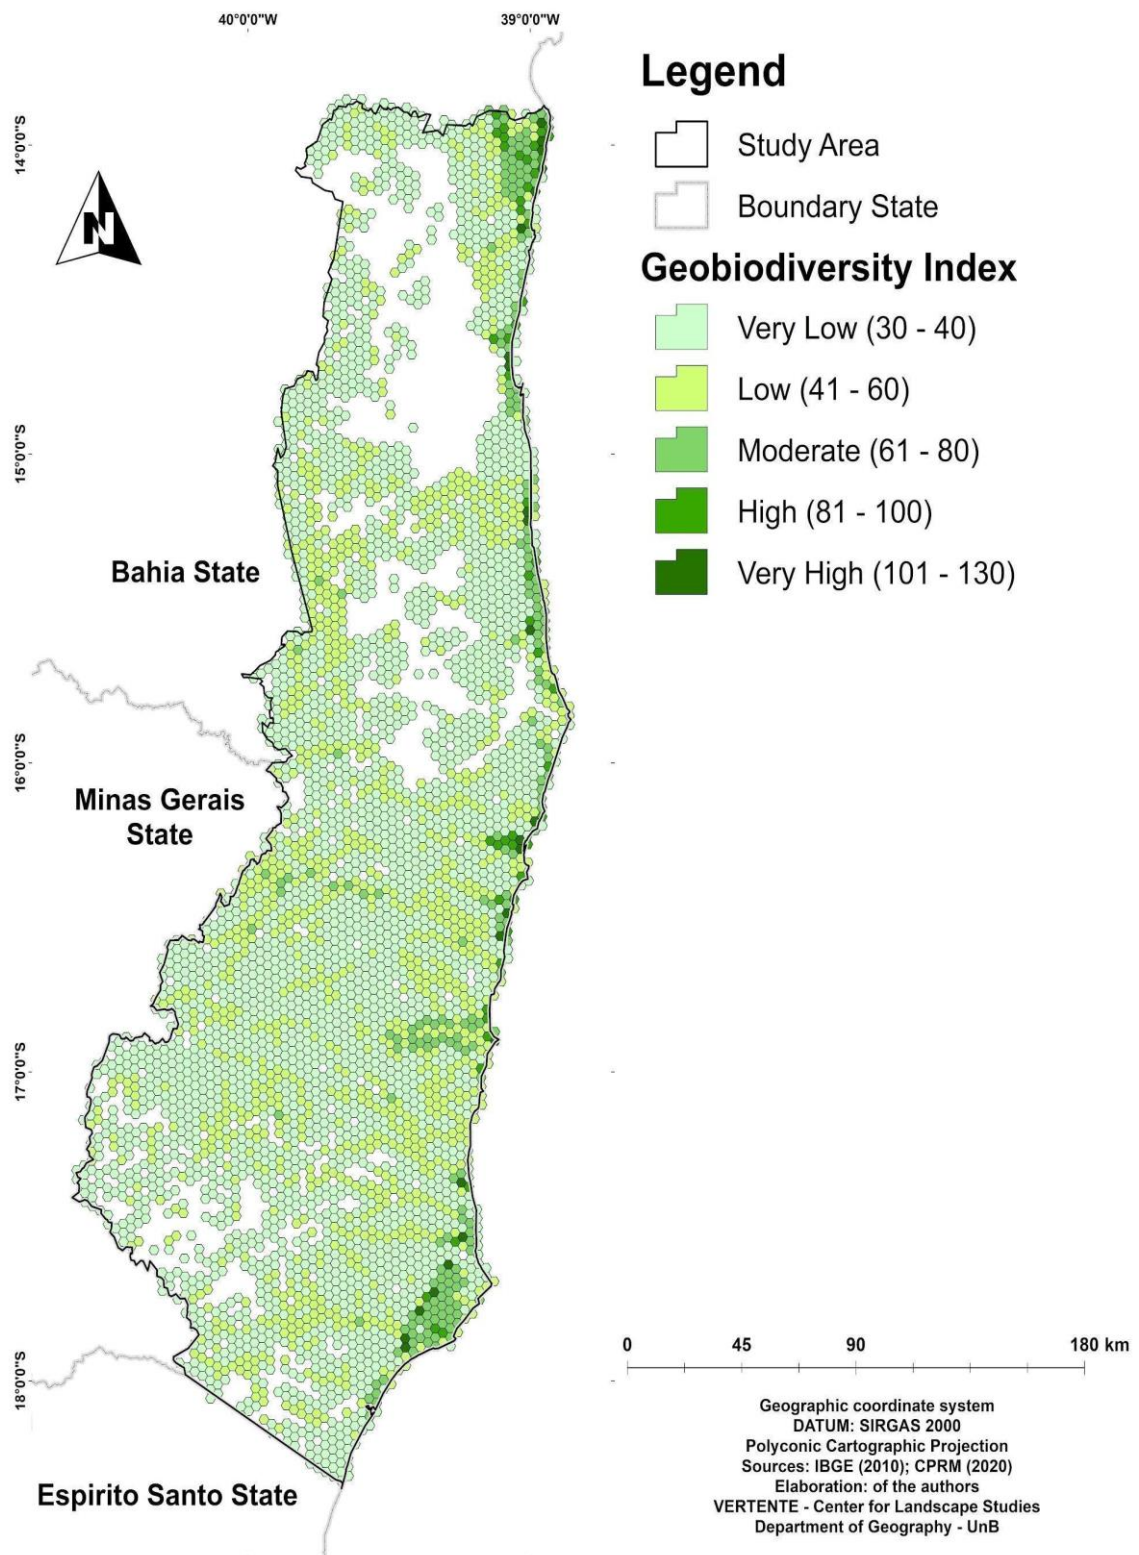 40°0'0"W
39°0'0"W
Legend
Study Area
Boundary State
Geobiodiversity Index
Very Low (30 - 40)
Low (41 - 60)
Moderate (61 - 80)
High (81 - 100)
Very High (101 - 130)
14°0'0"S
N
15°0'0"S
Bahia State
16°0'0"S
Minas Gerais
State
17°0'0"S
18°0'0"S
Espirito Santo State
0 45 90 180 km
Geographic coordinate system
DATUM: SIRGAS 2000
Polyconic Cartographic Projection
Sources: IBGE (2010); CPRM (2020)
Elaboration: of the authors
VERTENTE - Center for Landscape Studies
Department of Geography - UnB